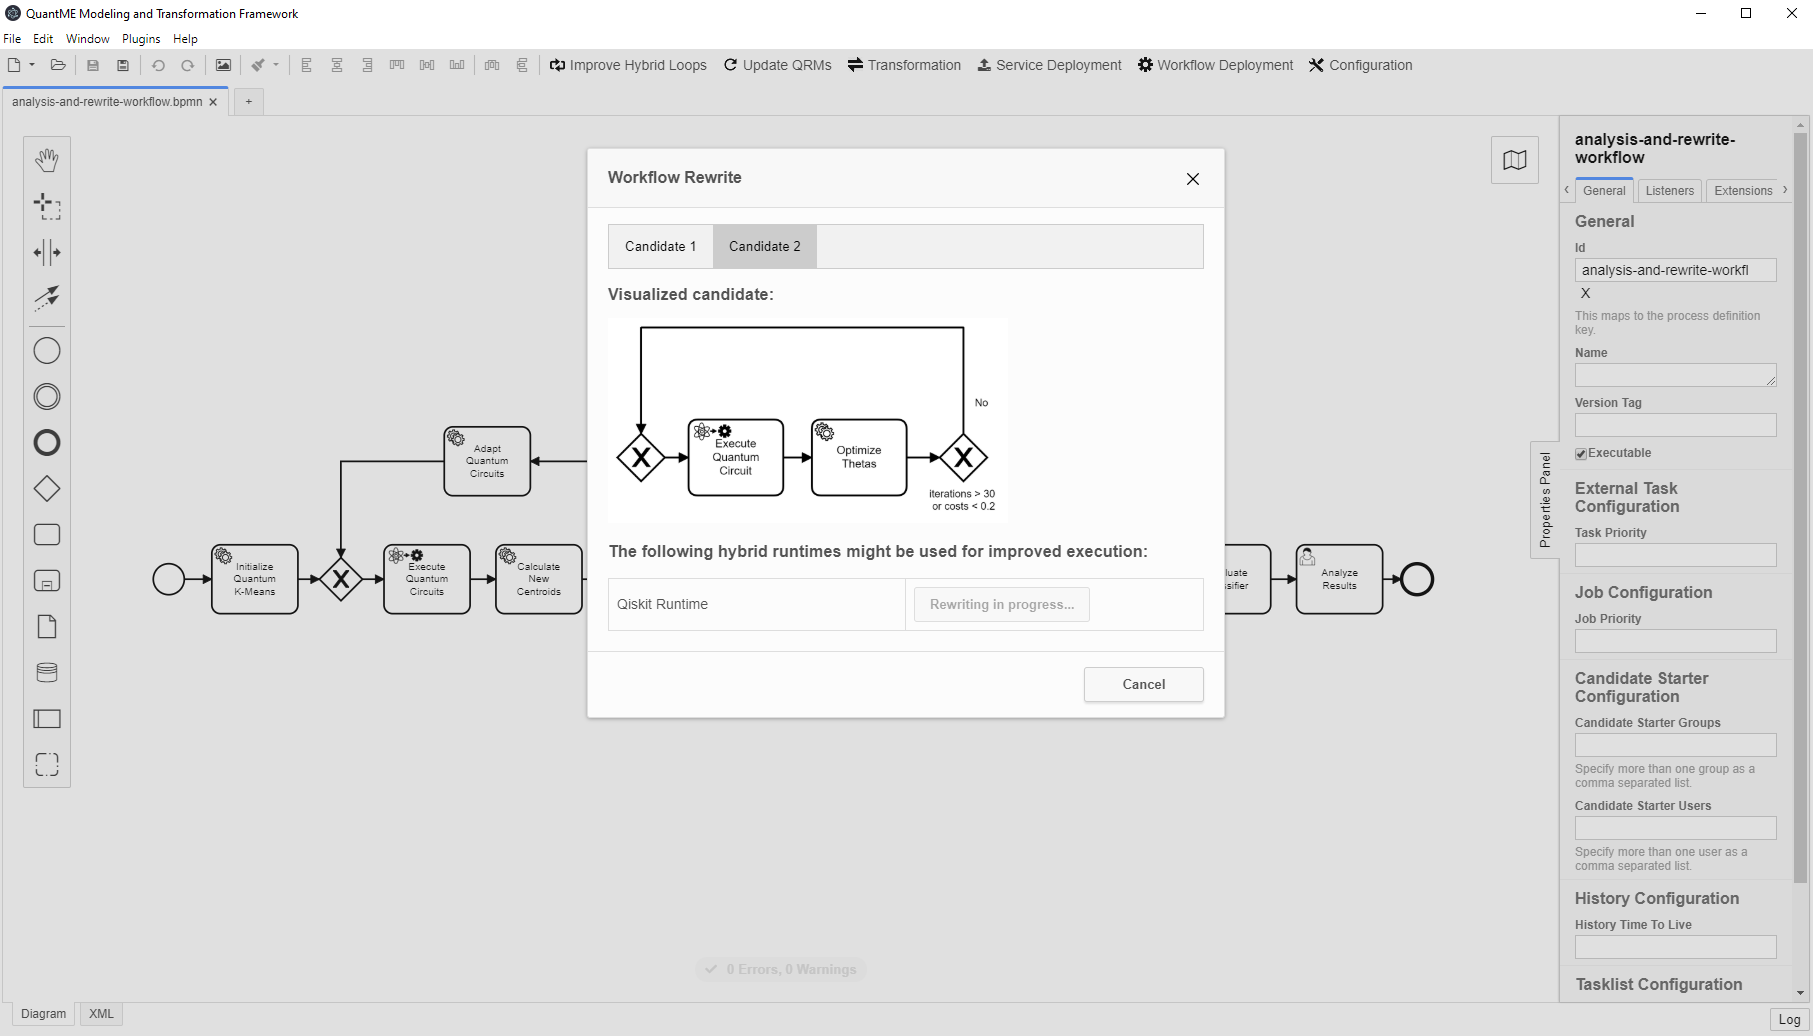 QuantME Modeling and Transformation Framework
File Edit Window Plugins Help
Improve Hybrid Loops Update QRMs Transformation Service Deployment Workflow Deployment Configuration
analysis-and-rewrite-workflow.bpmn
+
Adapt
Quantum
Circuits
Initialize
Quantum
K-Means
X
Execute
Quantum
Circuits
Calculate
New
Centroids
luate
sifier
Analyze
Results
Workflow Rewrite
Candidate 1 Candidate 2
Visualized candidate:
No
X
Execute
Quantum
Circuit
Optimize
Thetas
X
iterations > 30
or costs < 0.2
The following hybrid runtimes might be used for improved execution:
Qiskit Runtime Rewriting in progress...
Cancel
0 Errors, 0 Warnings
Properties Panel
analysis-and-rewrite-
workflow
General Listeners Extensions
General
Id
analysis-and-rewrite-workfl
X
This maps to the process definition
key.
Name
Version Tag
Executable
External Task
Configuration
Task Priority
Job Configuration
Job Priority
Candidate Starter
Configuration
Candidate Starter Groups
Specify more than one group as a
comma separated list.
Candidate Starter Users
Specify more than one user as a
comma separated list.
History Configuration
History Time To Live
Tasklist Configuration
Diagram XML
Log